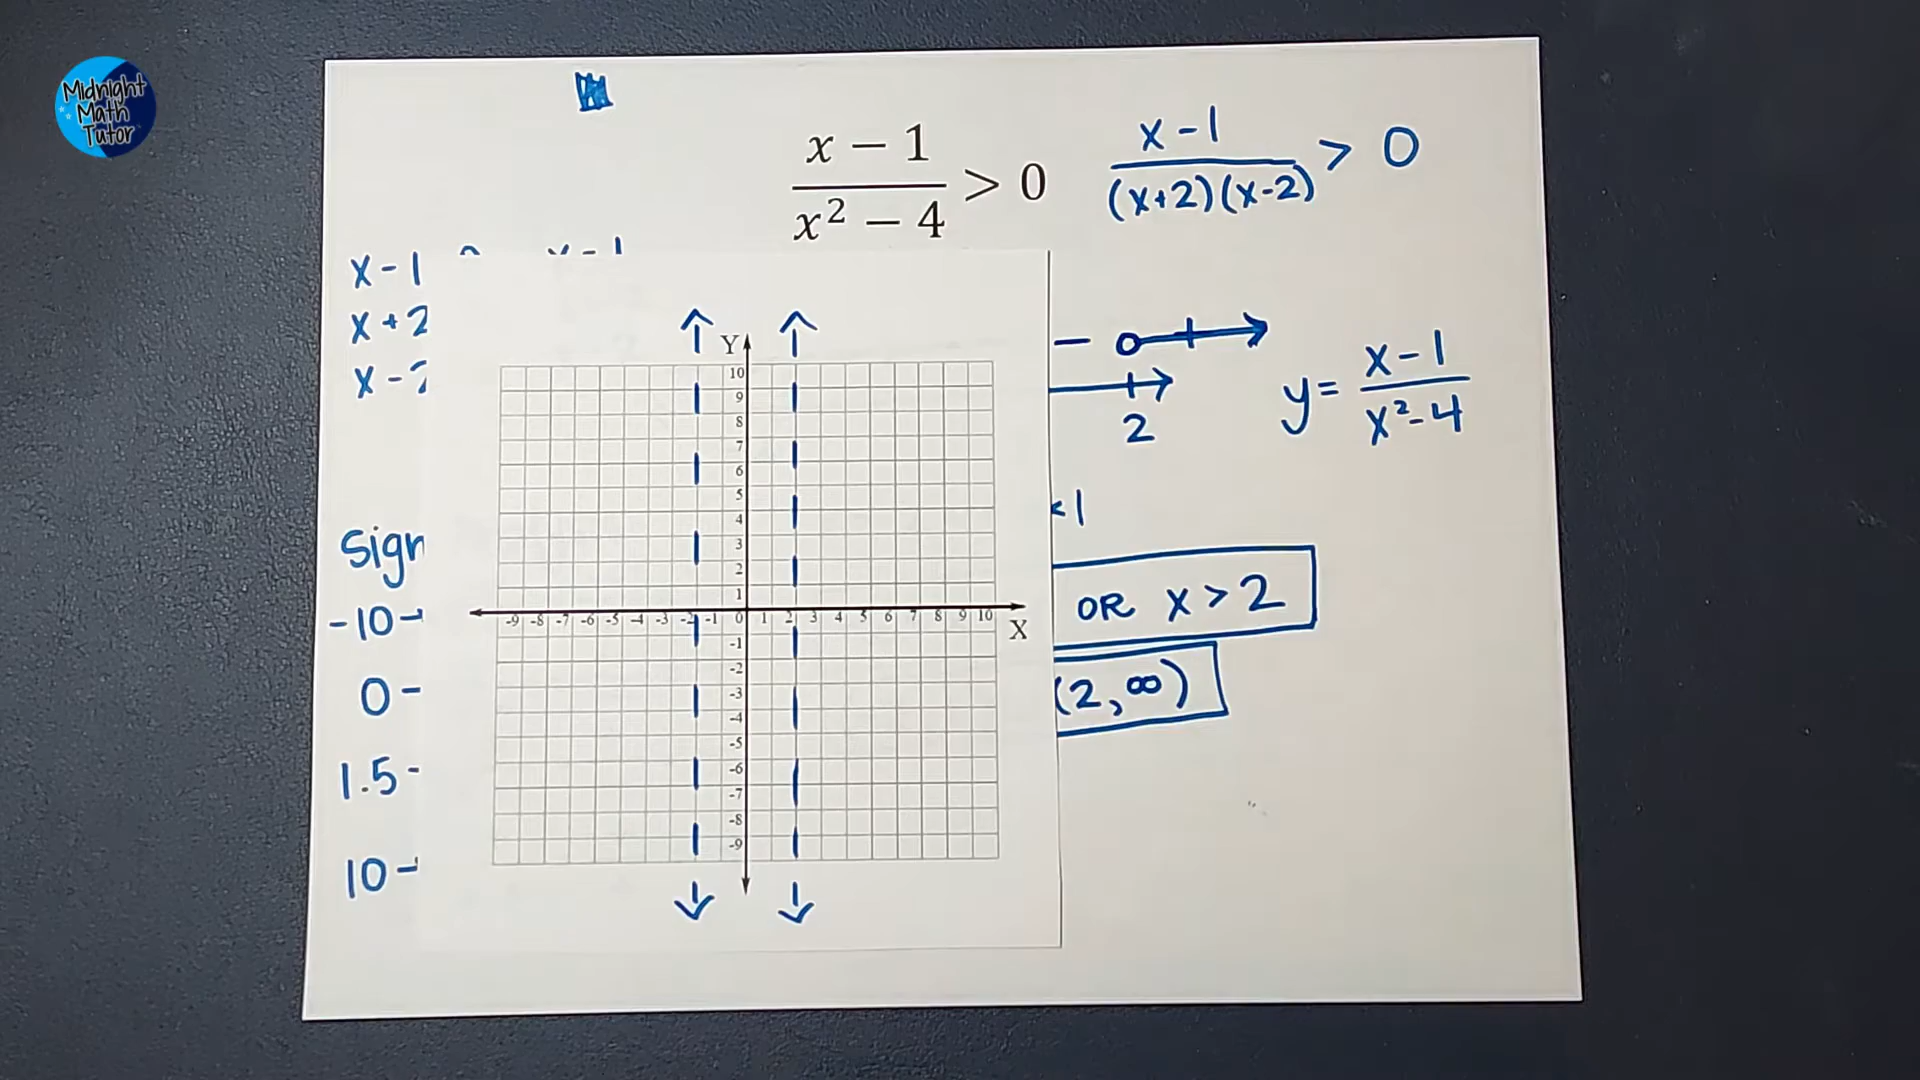 Midnight
Math
Tutor
x − 1
x² − 4
> 0
x - 1
(x+2)(x-2)
> 0
x - 1
x + 2
x - 2
2
y =
x - 1
x² - 4
<1
Sign
OR x > 2
(2, ∞)
-10
0
1.5
10
Y
10
9
8
7
6
5
4
3
2
1
-9 -8 -7 -6 -5 -4 -3 -2 -1 0 1 2 3 4 5 6 7 8 9 10
X
-1
-2
-3
-4
-5
-6
-7
-8
-9